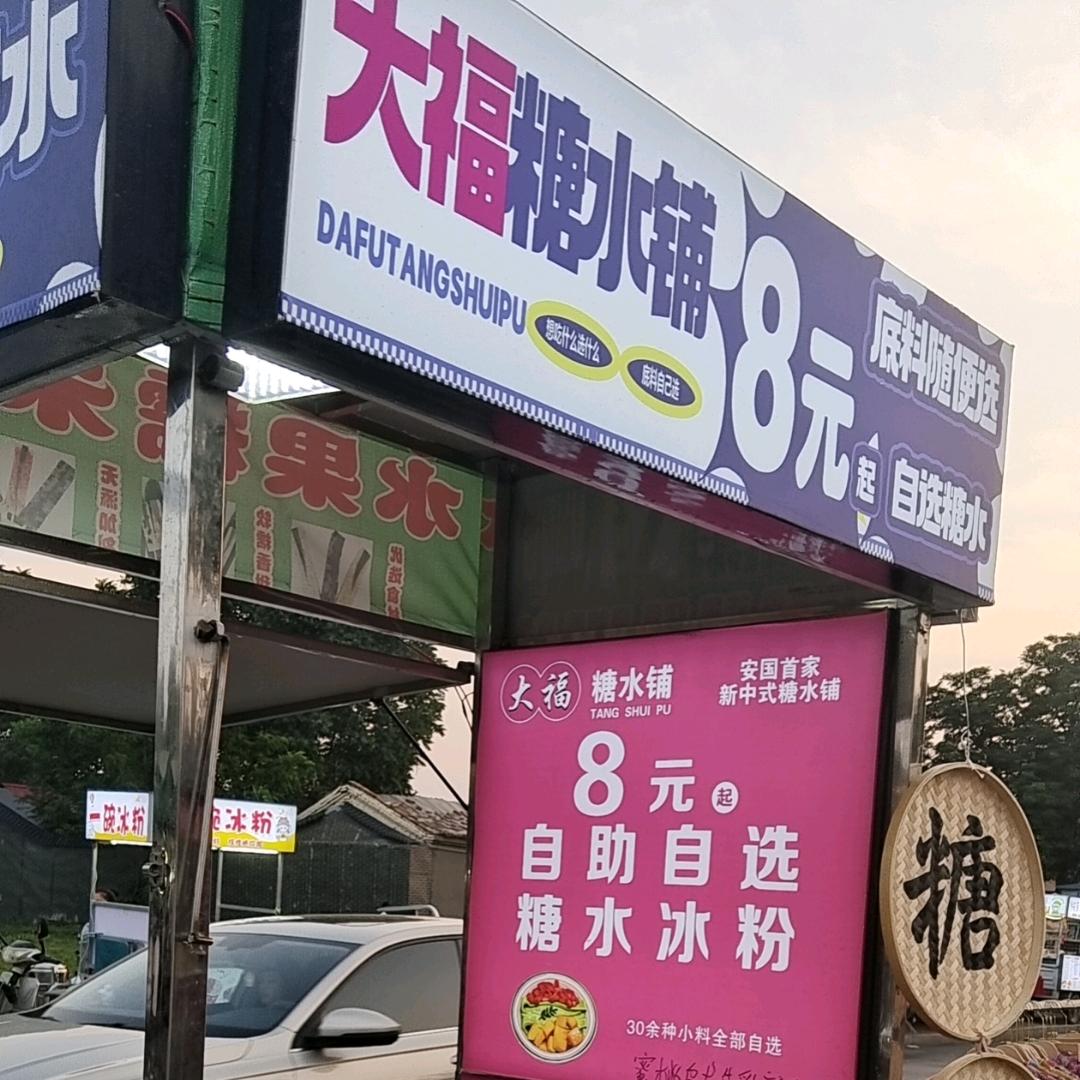 水
大福糖水铺
DAFUTANGSHUIPU
想吃什么选什么
底料自己选
8元起
底料随便选
自选糖水
水果
无添加
大福 糖水铺
TANG SHUI PU
安国首家
新中式糖水铺
8元起
自助自选
糖水冰粉
30余种小料全部自选
糖
一碗冰粉
冰粉